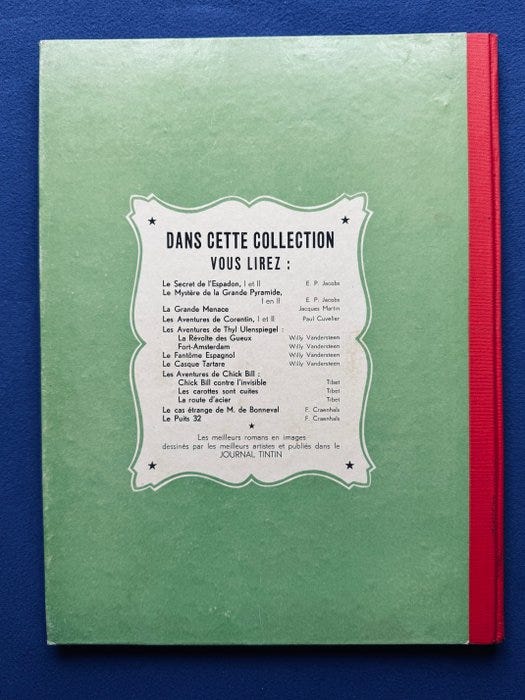 DANS CETTE COLLECTION
VOUS LIREZ :
Le Secret de l'Espadon, I et II E. P. Jacobs
Le Mystère de la Grande Pyramide,
I en II E. P. Jacobs
La Grande Menace Jacques Martin
Les Aventures de Corentin, I et II Paul Cuvelier
Les Aventures de Thyl Ulenspiegel :
La Révolte des Gueux Willy Vandersteen
Fort-Amsterdam Willy Vandersteen
Le Fantôme Espagnol Willy Vandersteen
Le Casque Tartare Willy Vandersteen
Les Aventures de Chick Bill :
Chick Bill contre l'invisible Tibet
Les carottes sont cuites Tibet
La route d'acier Tibet
Le cas étrange de M. de Bonneval F. Craenhals
Le Puits 32 F. Craenhals
Les meilleurs romans en images
dessinés par les meilleurs artistes et publiés dans le
JOURNAL TINTIN